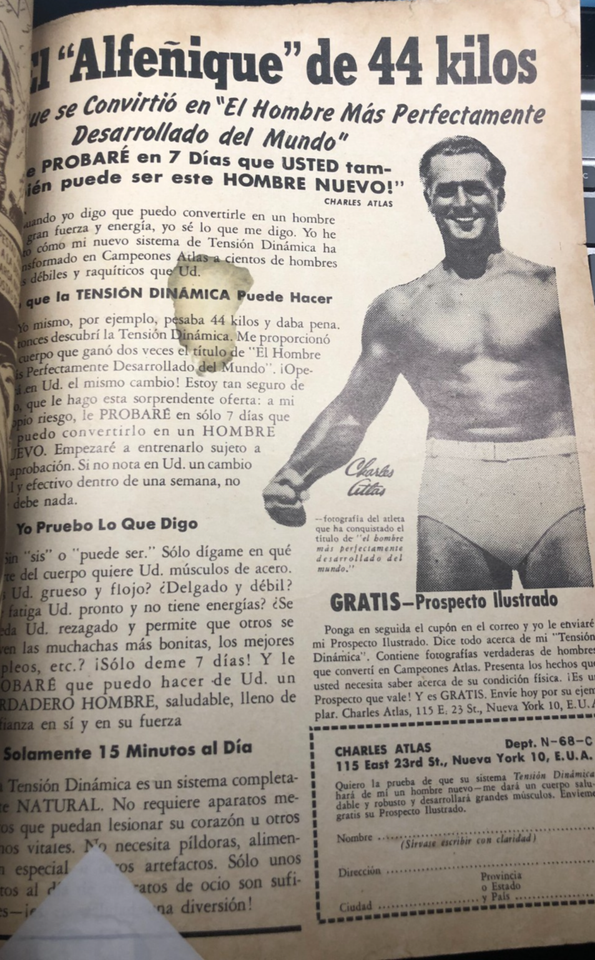 El "Alfeñique" de 44 kilos
ue se Convirtió en "El Hombre Más Perfectamente
Desarrollado del Mundo"
e PROBARÉ en 7 Días que USTED tam-
ién puede ser este HOMBRE NUEVO!"
CHARLES ATLAS
uando yo digo que puedo convertirle en un hombre
gran fuerza y energía, yo sé lo que me digo. Yo he
o cómo mi nuevo sistema de Tensión Dinámica ha
nsformado en Campeones Atlas a cientos de hombres
s débiles y raquíticos que Ud.
que la TENSIÓN DINÁMICA Puede Hacer
Yo mismo, por ejemplo, pesaba 44 kilos y daba pena.
onces descubrí la Tensión Dinámica. Me proporcionó
cuerpo que ganó dos veces el título de "El Hombre
ás Perfectamente Desarrollado del Mundo". ¡Ope-
en Ud. el mismo cambio! Estoy tan seguro de
o, que le hago esta sorprendente oferta: a mi
pio riesgo, le PROBARÉ en sólo 7 días que
puedo convertirlo en un HOMBRE
UEVO. Empezaré a entrenarlo sujeto a
aprobación. Si no nota en Ud. un cambio
l y efectivo dentro de una semana, no
debe nada.
Yo Pruebo Lo Que Digo
Sin "sis" o "puede ser." Sólo dígame en qué
te del cuerpo quiere Ud. músculos de acero.
Ud. grueso y flojo? ¿Delgado y débil?
fatiga Ud. pronto y no tiene energías? ¿Se
eda Ud. rezagado y permite que otros se
ven las muchachas más bonitas, los mejores
pleos, etc.? ¡Sólo deme 7 días! Y le
OBARÉ que puedo hacer de Ud. un
RDADERO HOMBRE, saludable, lleno de
fianza en sí y en su fuerza
Solamente 15 Minutos al Día
Tensión Dinámica es un sistema completa-
te NATURAL. No requiere aparatos me-
os que puedan lesionar su corazón u otros
nos vitales. No necesita píldoras, alimen-
n especial ros artefactos. Sólo unos
tos al d ratos de ocio son sufi-
es— na diversión!
Charles
Atlas
—fotografía del atleta
que ha conquistado el
título de "el hombre
más perfectamente
desarrollado del
mundo."
GRATIS—Prospecto Ilustrado
Ponga en seguida el cupón en el correo y yo le enviaré
mi Prospecto Ilustrado. Dice todo acerca de mi "Tensión
Dinámica". Contiene fotografías verdaderas de hombres
que convertí en Campeones Atlas. Presenta los hechos que
usted necesita saber acerca de su condición física. ¡Es un
Prospecto que vale! Y es GRATIS. Envíe hoy por su ejem-
plar. Charles Atlas, 115 E. 23 St., Nueva York 10, E.U.A.
CHARLES ATLAS Dept. N-68-C
115 East 23rd St., Nueva York 10, E.U.A.
Quiero la prueba de que su sistema Tensión Dinámica
hará de mí un hombre nuevo—me dará un cuerpo salu-
dable y robusto y desarrollará grandes músculos. Envíeme
gratis su Prospecto Ilustrado.
Nombre
(Sírvase escribir con claridad)
Dirección
Provincia
o Estado
Ciudad y País